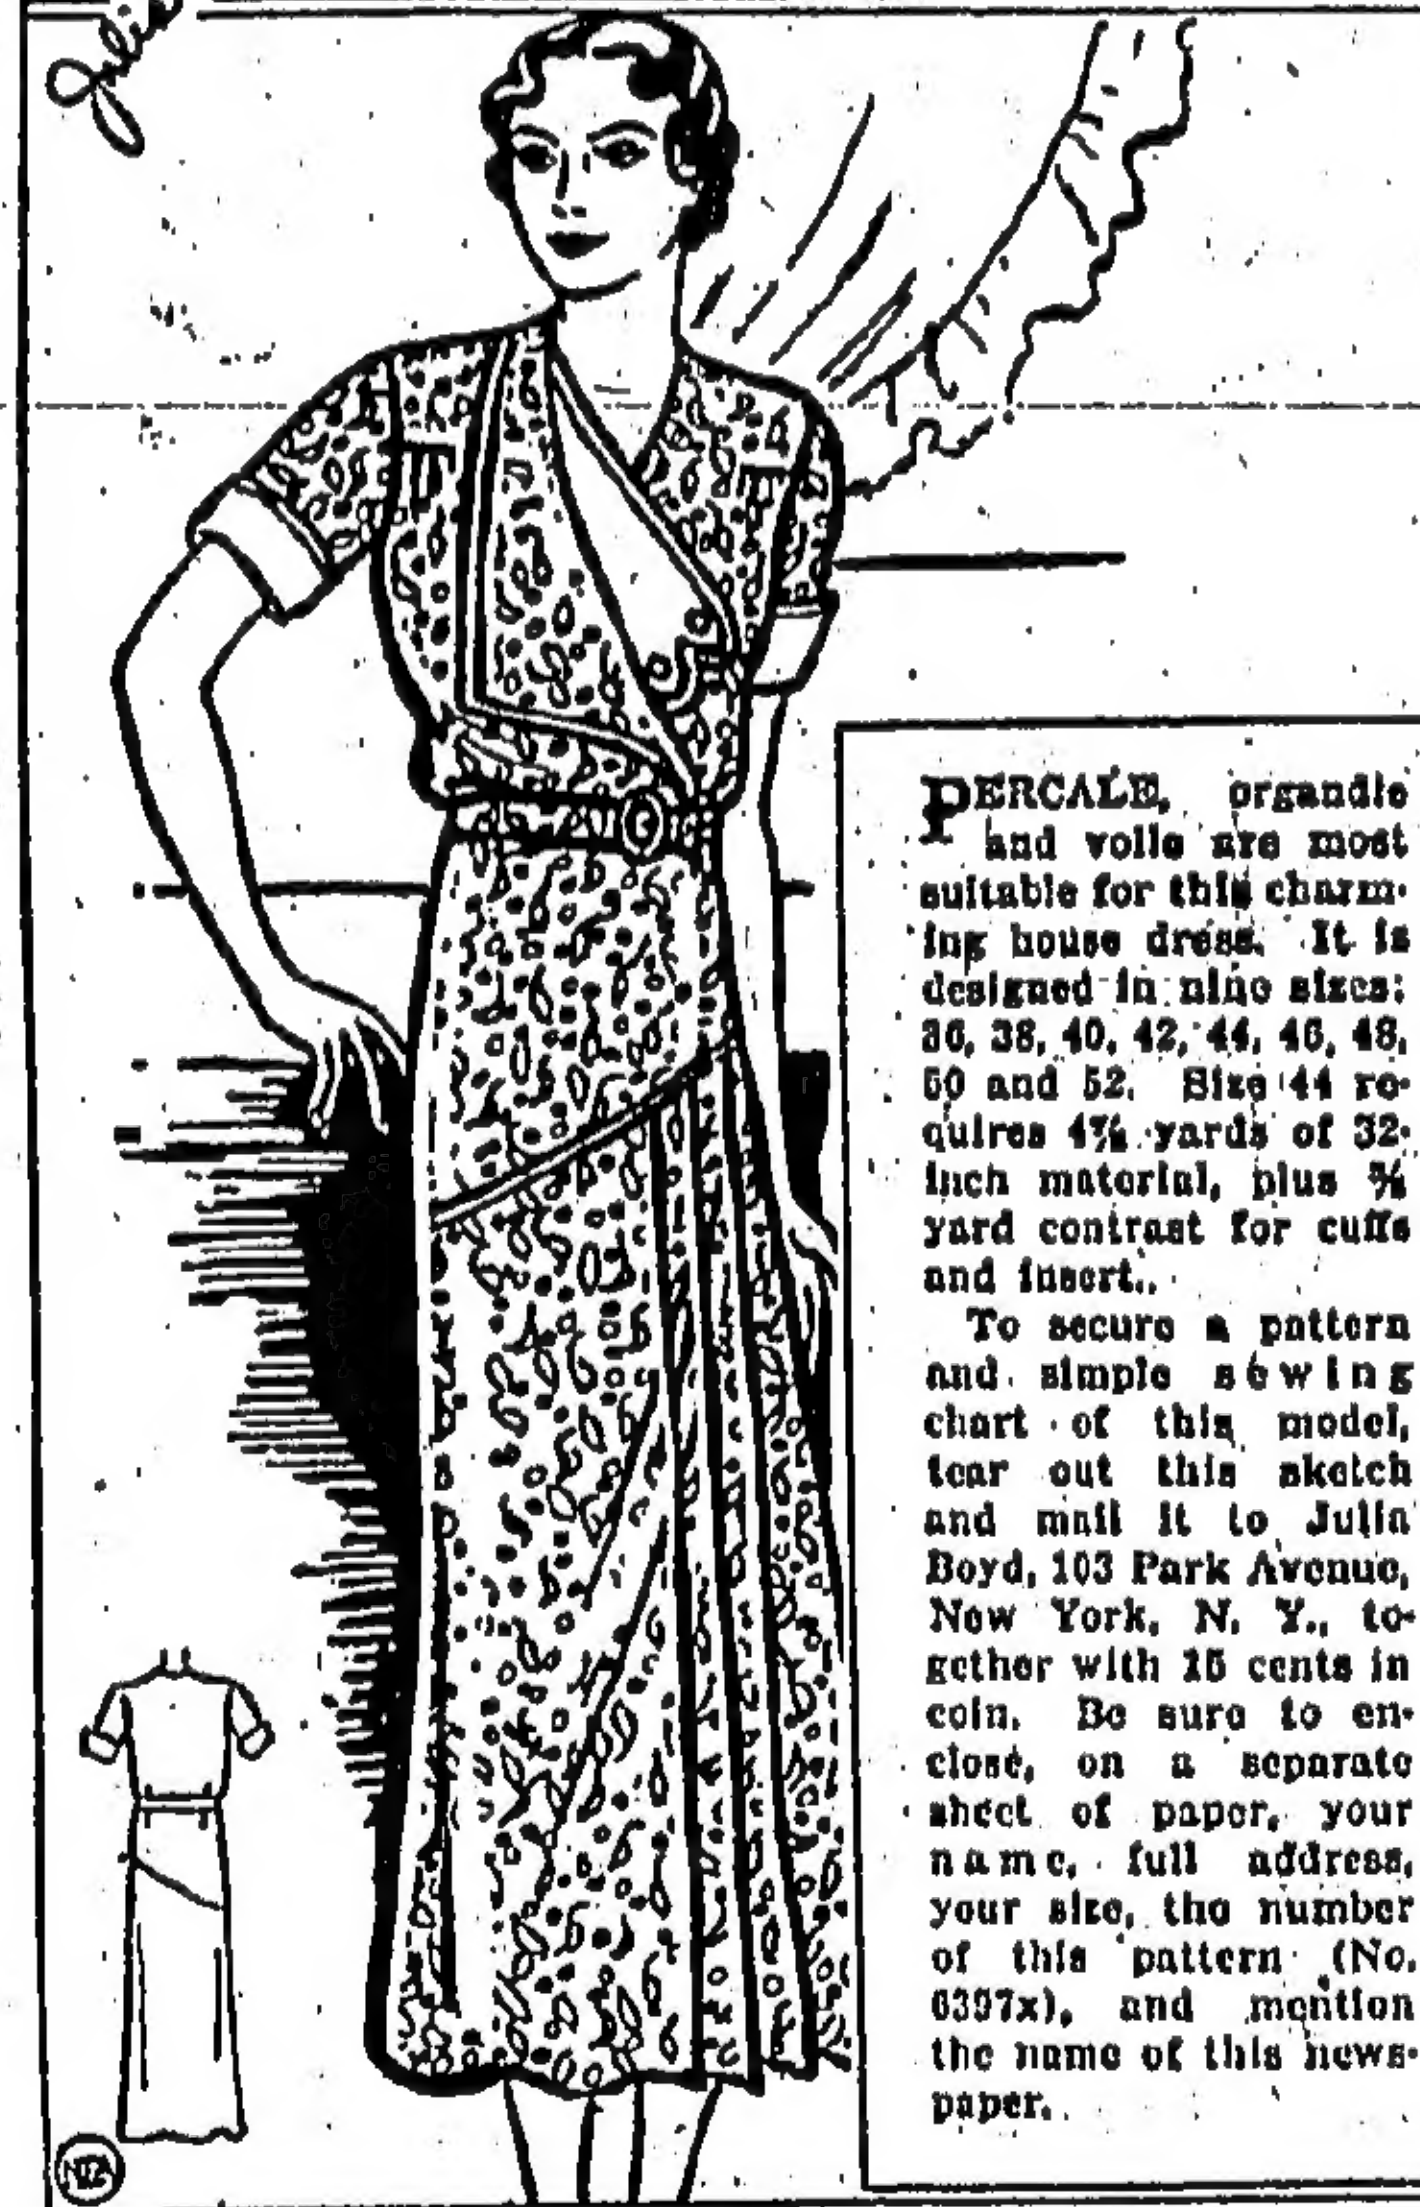 Julia
PERCALE, organdie
and voile are most
suitable for this charm-
ing house dress. It is
designed in nine sizes:
36, 38, 40, 42, 44, 46, 48,
50 and 52. Size 44 re-
quires 4⅞ yards of 32-
inch material, plus
yard contrast for cuffs
and insert.
To secure a pattern
and simple sewing
chart of this model,
tear out this sketch
and mail it to Julia
Boyd, 103 Park Avenue,
New York, N. Y., to-
gether with 15 cents in
coin. Be sure to en-
close, on a separate
sheet of paper, your
name, full address,
your size, the number
of this pattern (No.
6397x), and mention
the name of this news-
paper.
NEA